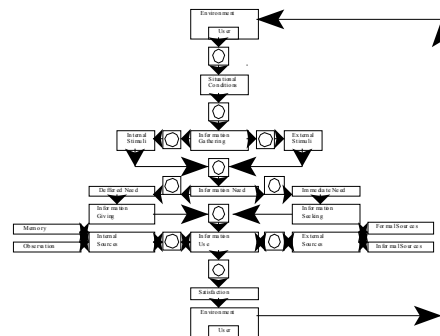 Environment
User
Situational
Conditions
Internal
Stimuli
Information
Gathering
External
Stimuli
Deffered Need
Information Need
Immediate Need
Information
Giving
Information
Seeking
Memory
Observation
Internal
Sources
Information
Use
External
Sources
Formal Sources
Informal Sources
Satisfaction
Environment
User